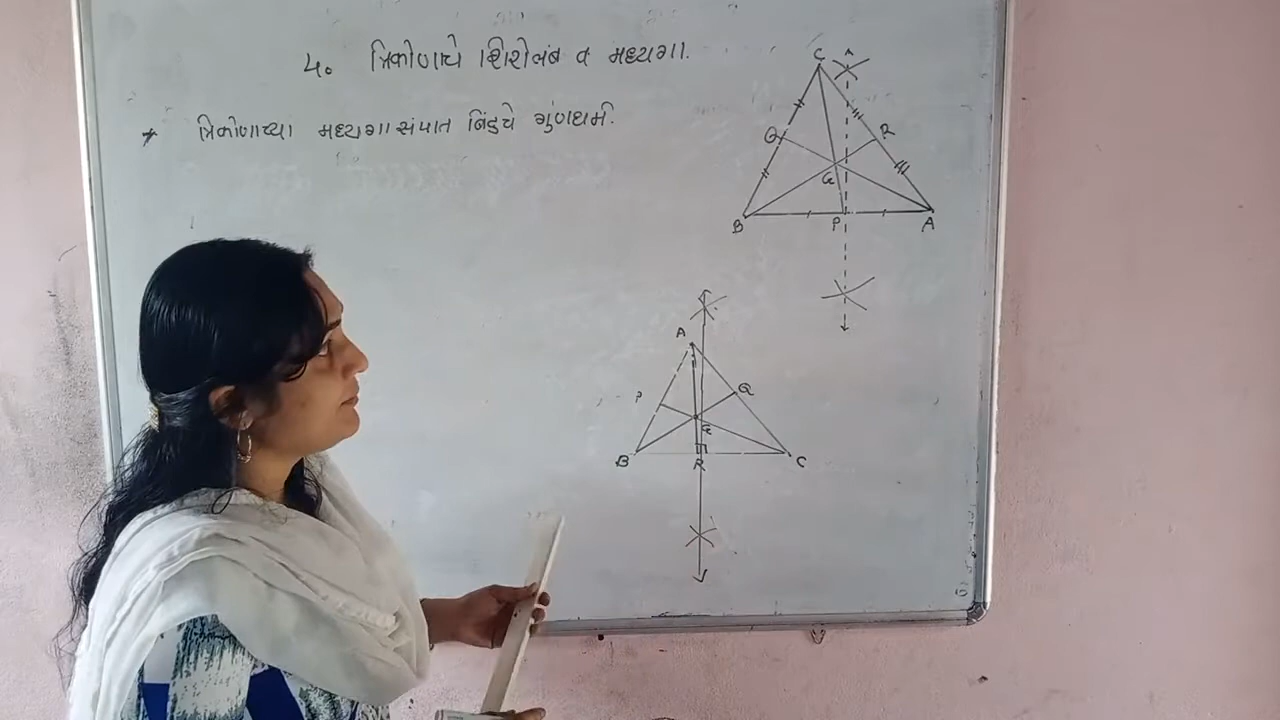 ५. त्रिकोणाचे शिरोलंब व मध्यगा.
* त्रिकोणाच्या मध्यगा संपात बिंदुचे गुंणधर्म.
C
Q R
G
B P A
A
P Q
G
B R C